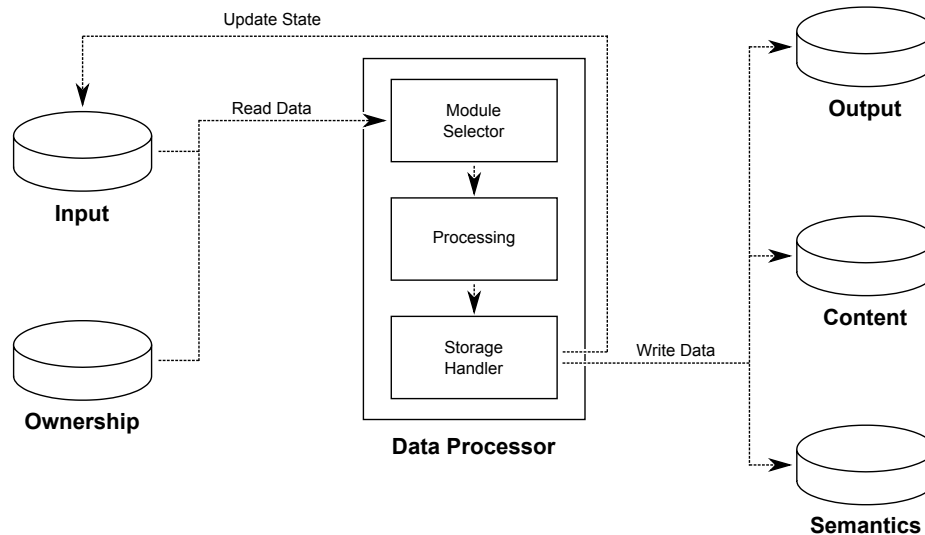 Update State
Output
Read Data
Module
Selector
Input
Processing
Content
Storage
Handler
Write Data
Ownership
Data Processor
Semantics